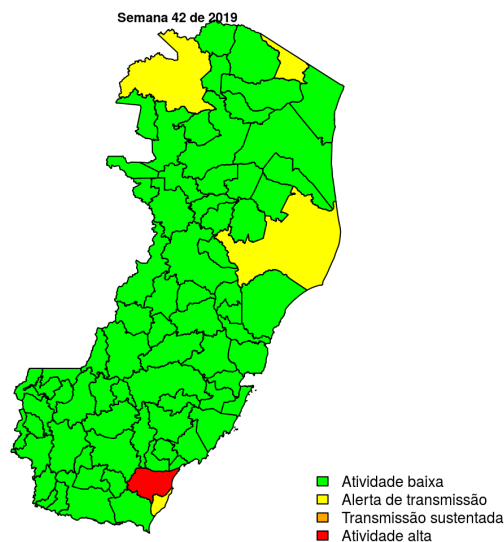 Semana 42 de 2019
Atividade baixa
Alerta de transmissão
Transmissão sustentada
Atividade alta